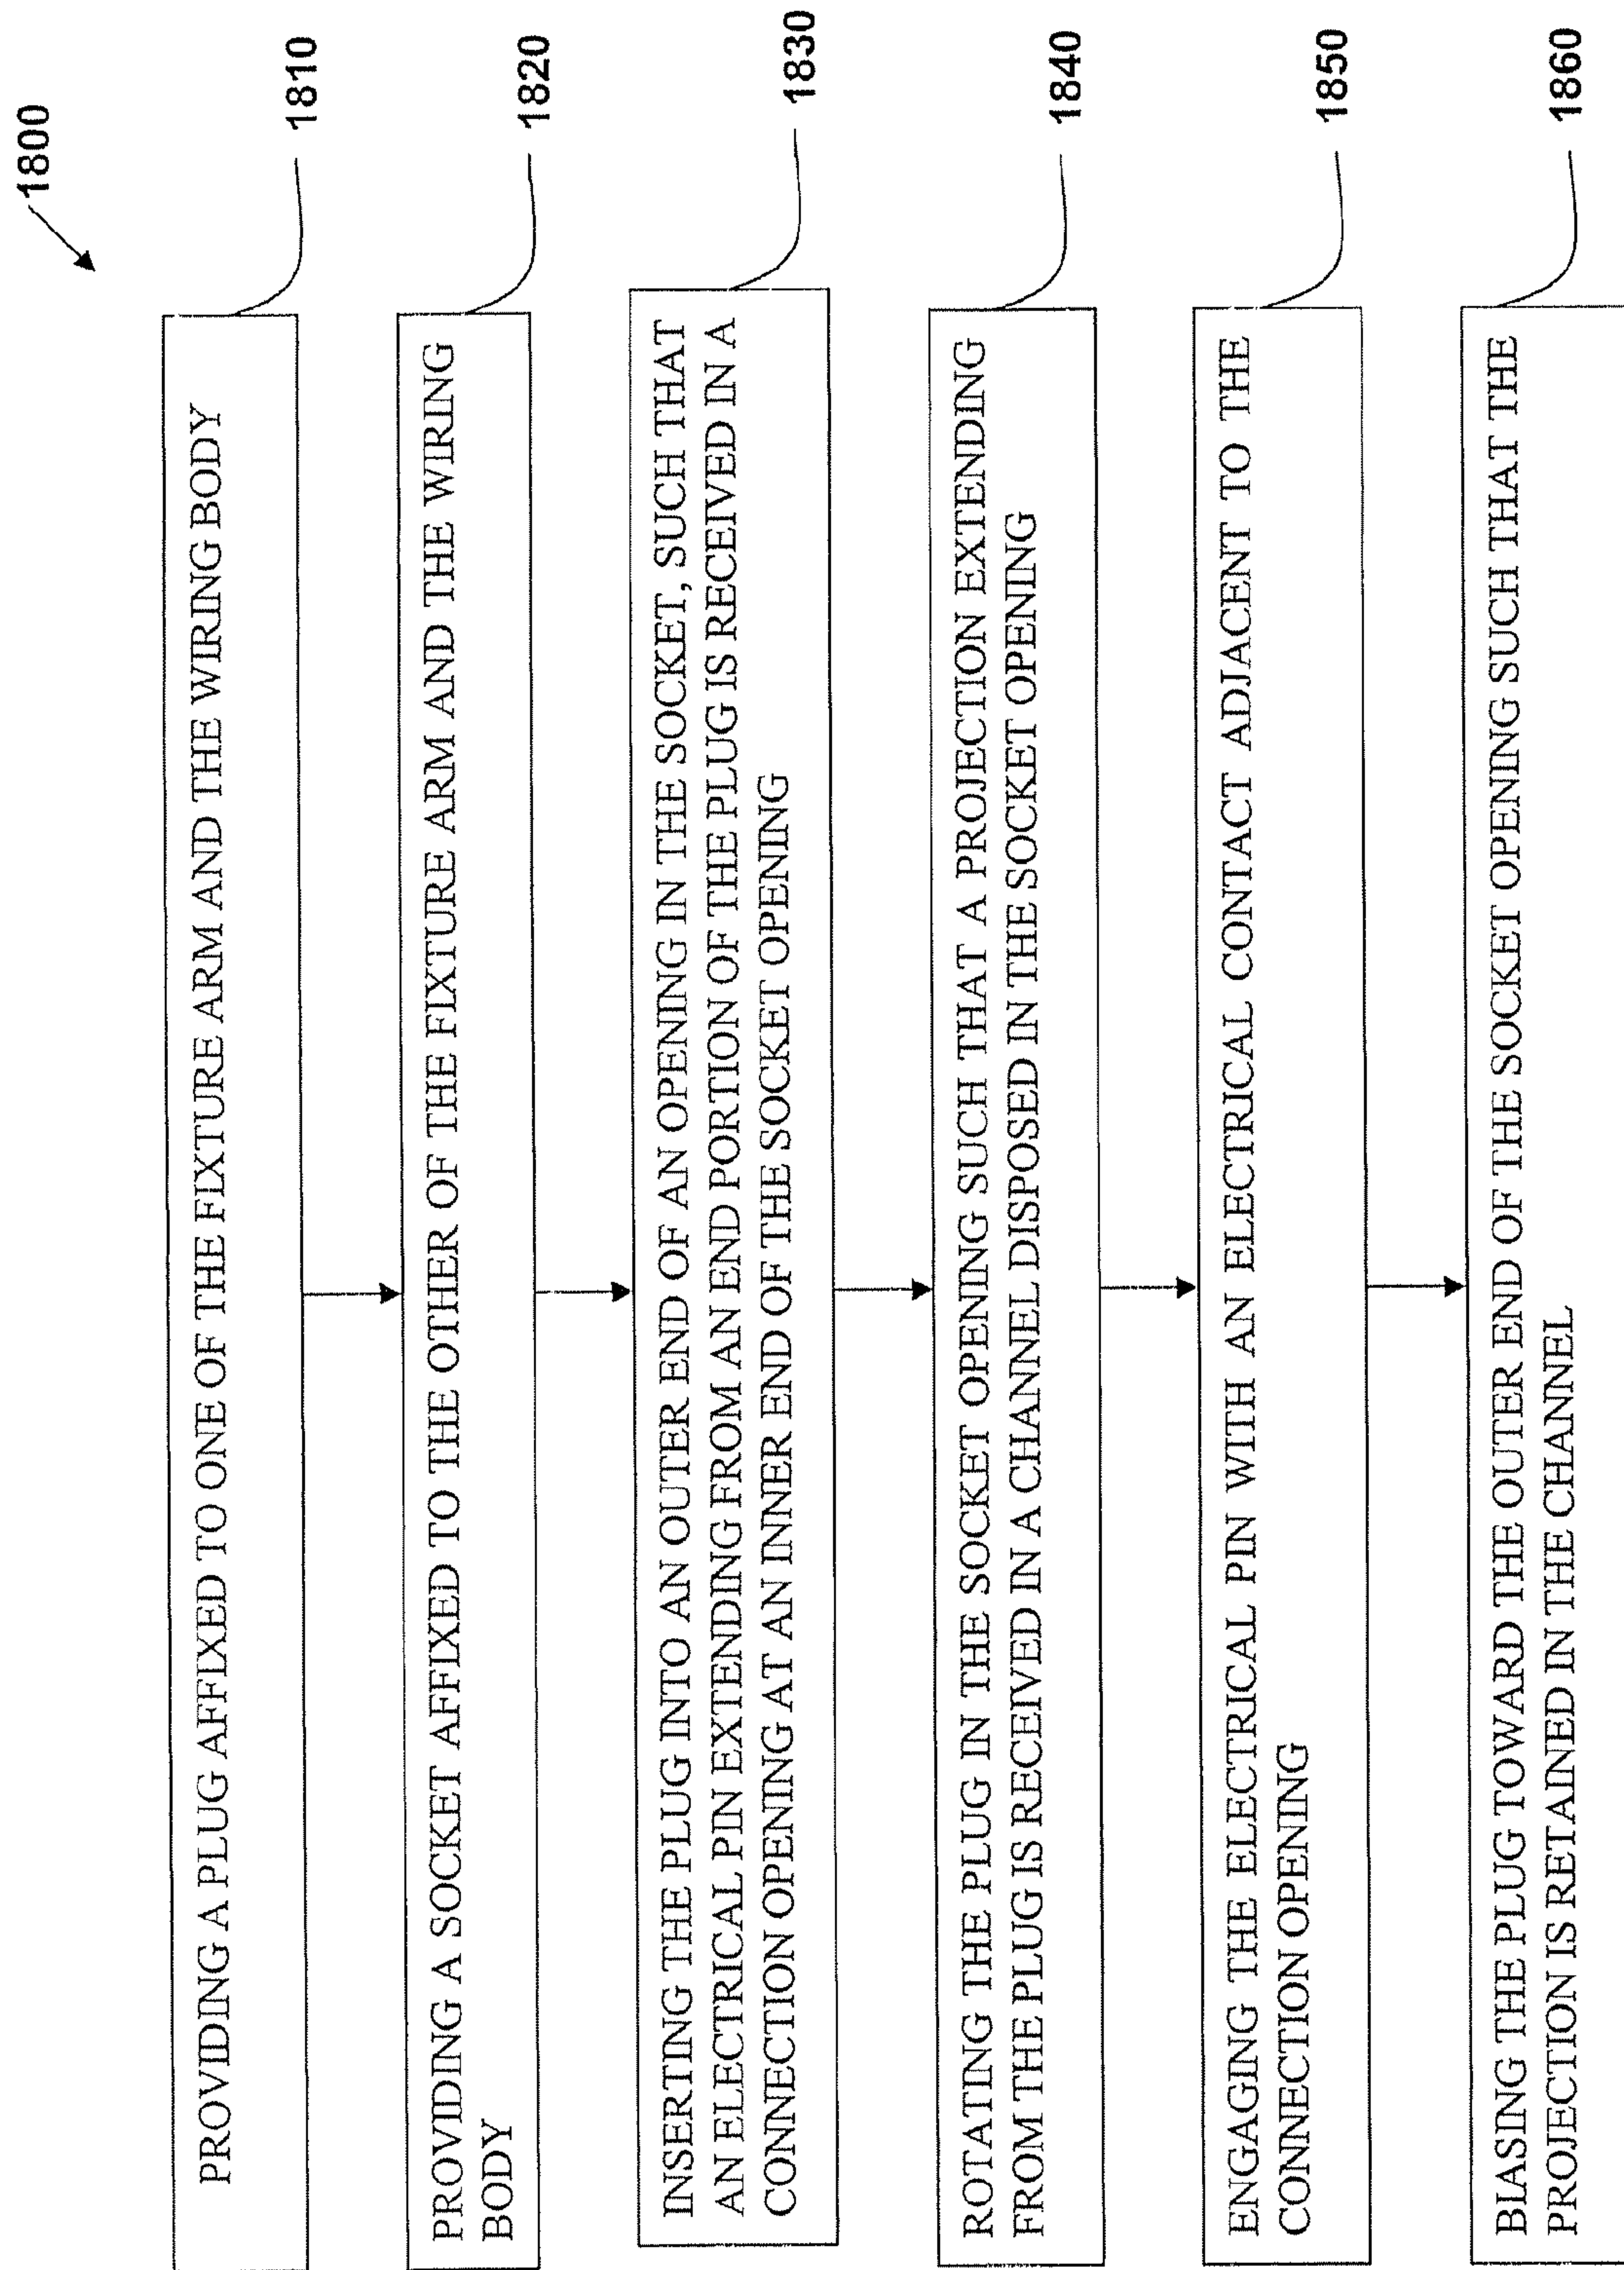 1800
PROVIDING A PLUG AFFIXED TO ONE OF THE FIXTURE ARM AND THE WIRING BODY
1810
PROVIDING A SOCKET AFFIXED TO THE OTHER OF THE FIXTURE ARM AND THE WIRING
BODY
1820
INSERTING THE PLUG INTO AN OUTER END OF AN OPENING IN THE SOCKET, SUCH THAT
AN ELECTRICAL PIN EXTENDING FROM AN END PORTION OF THE PLUG IS RECEIVED IN A
CONNECTION OPENING AT AN INNER END OF THE SOCKET OPENING
1830
ROTATING THE PLUG IN THE SOCKET OPENING SUCH THAT A PROJECTION EXTENDING
FROM THE PLUG IS RECEIVED IN A CHANNEL DISPOSED IN THE SOCKET OPENING
1840
ENGAGING THE ELECTRICAL PIN WITH AN ELECTRICAL CONTACT ADJACENT TO THE
CONNECTION OPENING
1850
BIASING THE PLUG TOWARD THE OUTER END OF THE SOCKET OPENING SUCH THAT THE
PROJECTION IS RETAINED IN THE CHANNEL
1860